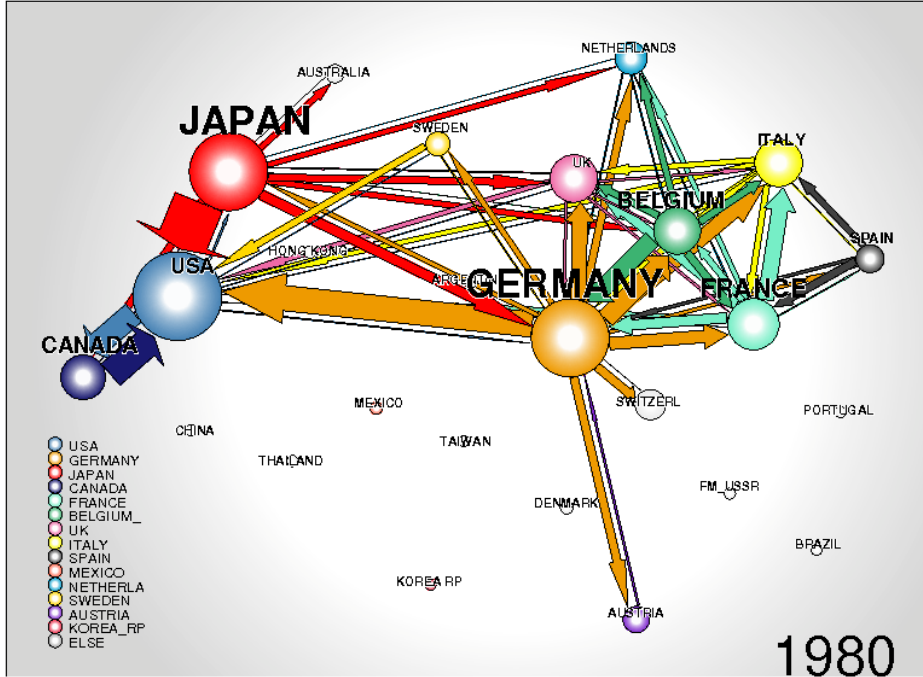 NETHERLANDS
AUSTRALIA
JAPAN
SWEDEN
ITALY
UK
BELGIUM
SPAIN
HONG KONG
USA
ARGENTIN
GERMANY
FRANCE
CANADA
MEXICO
SWITZERL
PORTUGAL
CHINA
TAIWAN
THAILAND
FM_USSR
DENMARK
BRAZIL
KOREA RP
AUSTRIA
USA
GERMANY
JAPAN
CANADA
FRANCE
BELGIUM_
UK
ITALY
SPAIN
MEXICO
NETHERLA
SWEDEN
AUSTRIA
KOREA_RP
ELSE
1980